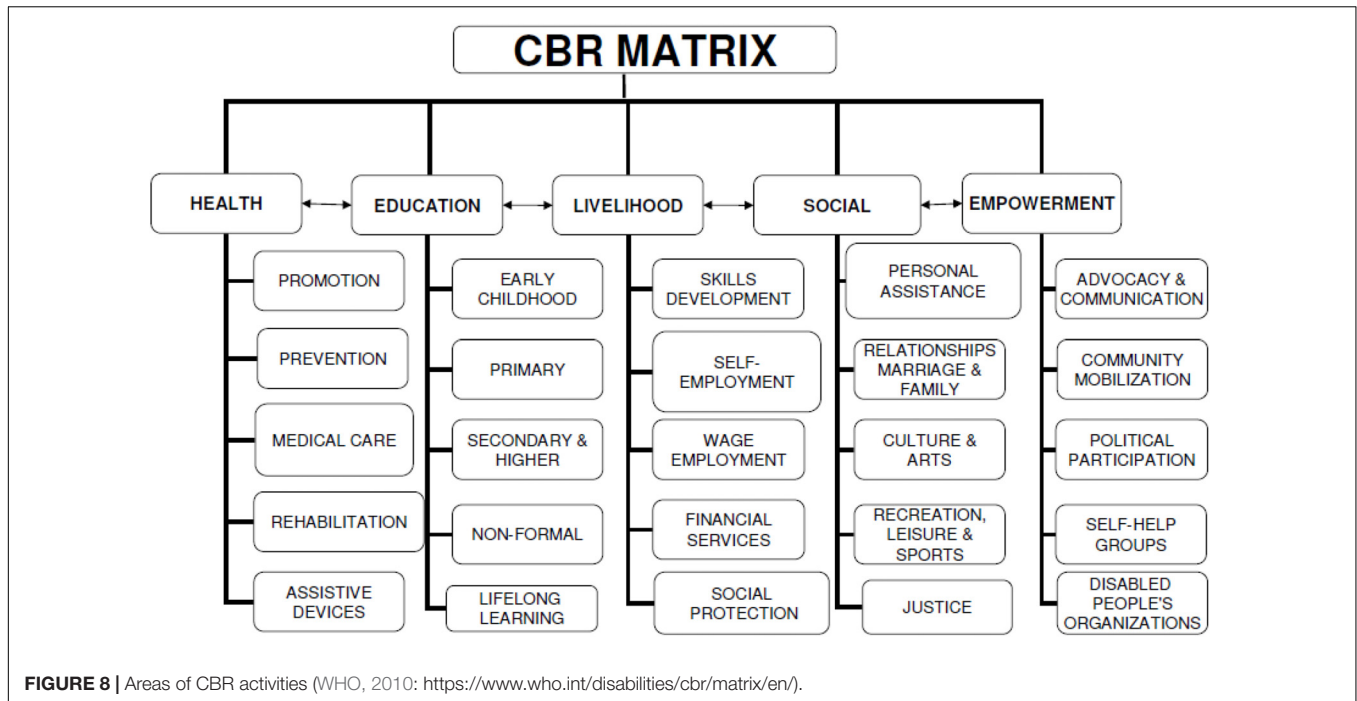 CBR MATRIX
HEALTH
EDUCATION
LIVELIHOOD
SOCIAL
EMPOWERMENT
PROMOTION
PREVENTION
MEDICAL CARE
REHABILITATION
ASSISTIVE
DEVICES
EARLY
CHILDHOOD
PRIMARY
SECONDARY &
HIGHER
NON-FORMAL
LIFELONG
LEARNING
SKILLS
DEVELOPMENT
SELF-
EMPLOYMENT
WAGE
EMPLOYMENT
FINANCIAL
SERVICES
SOCIAL
PROTECTION
PERSONAL
ASSISTANCE
RELATIONSHIPS
MARRIAGE &
FAMILY
CULTURE &
ARTS
RECREATION,
LEISURE &
SPORTS
JUSTICE
ADVOCACY &
COMMUNICATION
COMMUNITY
MOBILIZATION
POLITICAL
PARTICIPATION
SELF-HELP
GROUPS
DISABLED
PEOPLE'S
ORGANIZATIONS
FIGURE 8 | Areas of CBR activities (WHO, 2010: https://www.who.int/disabilities/cbr/matrix/en/).